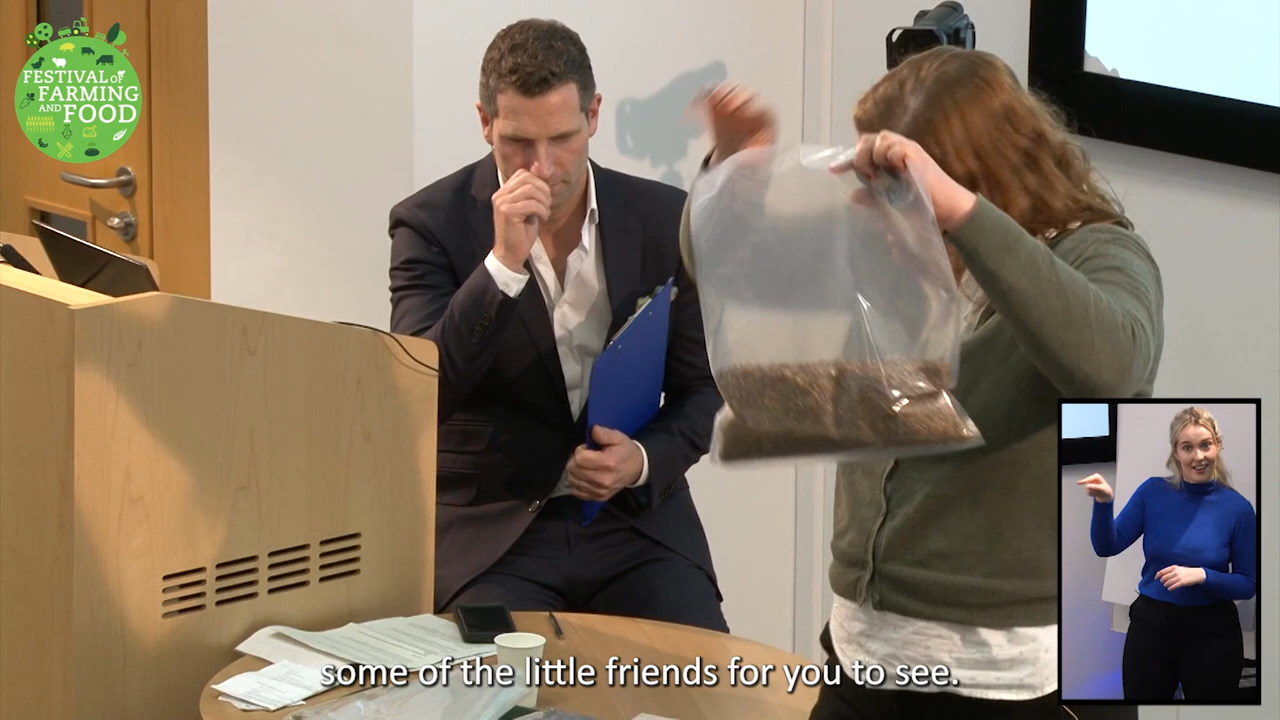 FESTIVAL OF
FARMING
AND FOOD
some of the little friends for you to see.